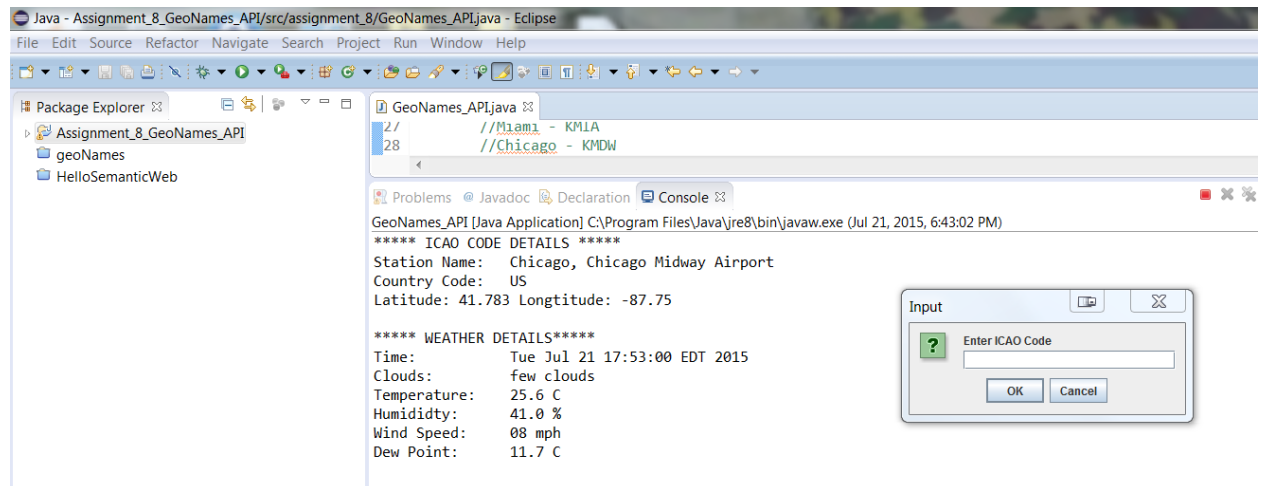 Java - Assignment_8_GeoNames_API/src/assignment_8/GeoNames_API.java - Eclipse
File Edit Source Refactor Navigate Search Project Run Window Help
Package Explorer
Assignment_8_GeoNames_API
geoNames
HelloSemanticWeb
GeoNames_API.java
27 //Miami - KMIA
28 //Chicago - KMDW
Problems @ Javadoc Declaration Console
GeoNames_API [Java Application] C:\Program Files\Java\jre8\bin\javaw.exe (Jul 21, 2015, 6:43:02 PM)
***** ICAO CODE DETAILS *****
Station Name: Chicago, Chicago Midway Airport
Country Code: US
Latitude: 41.783 Longtitude: -87.75
***** WEATHER DETAILS*****
Time: Tue Jul 21 17:53:00 EDT 2015
Clouds: few clouds
Temperature: 25.6 C
Humididty: 41.0 %
Wind Speed: 08 mph
Dew Point: 11.7 C
Input
Enter ICAO Code
OK Cancel